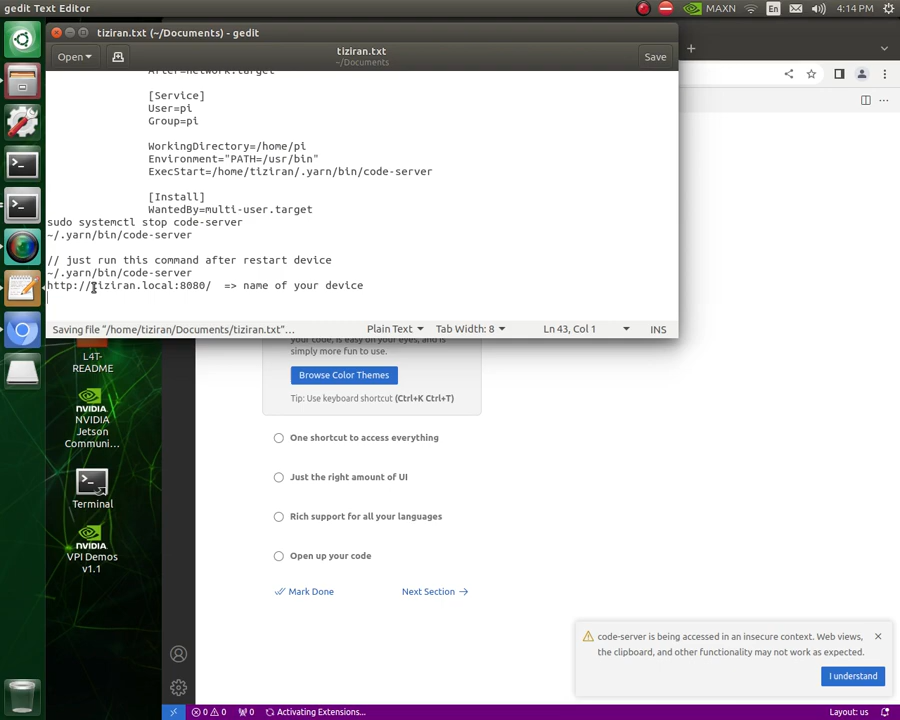 gedit Text Editor
MAXN
En
4:14 PM
tiziran.txt (~/Documents) - gedit
Open
tiziran.txt
~/Documents
Save
After=network.target
[Service]
User=pi
Group=pi
WorkingDirectory=/home/pi
Environment="PATH=/usr/bin"
ExecStart=/home/tiziran/.yarn/bin/code-server
[Install]
WantedBy=multi-user.target
sudo systemctl stop code-server
~/.yarn/bin/code-server
// just run this command after restart device
~/.yarn/bin/code-server
http://tiziran.local:8080/  => name of your device
Saving file “/home/tiziran/Documents/tiziran.txt”…
Plain Text
Tab Width: 8
Ln 43, Col 1
INS
L4T-
README
NVIDIA
NVIDIA
Jetson
Communi...
Terminal
NVIDIA
VPI Demos
v1.1
your code, is easy on your eyes, and is
simply more fun to use.
Browse Color Themes
Tip: Use keyboard shortcut (Ctrl+K Ctrl+T)
One shortcut to access everything
Just the right amount of UI
Rich support for all your languages
Open up your code
Mark Done
Next Section
code-server is being accessed in an insecure context. Web views,
the clipboard, and other functionality may not work as expected.
I understand
0
0
0
Activating Extensions...
Layout: us